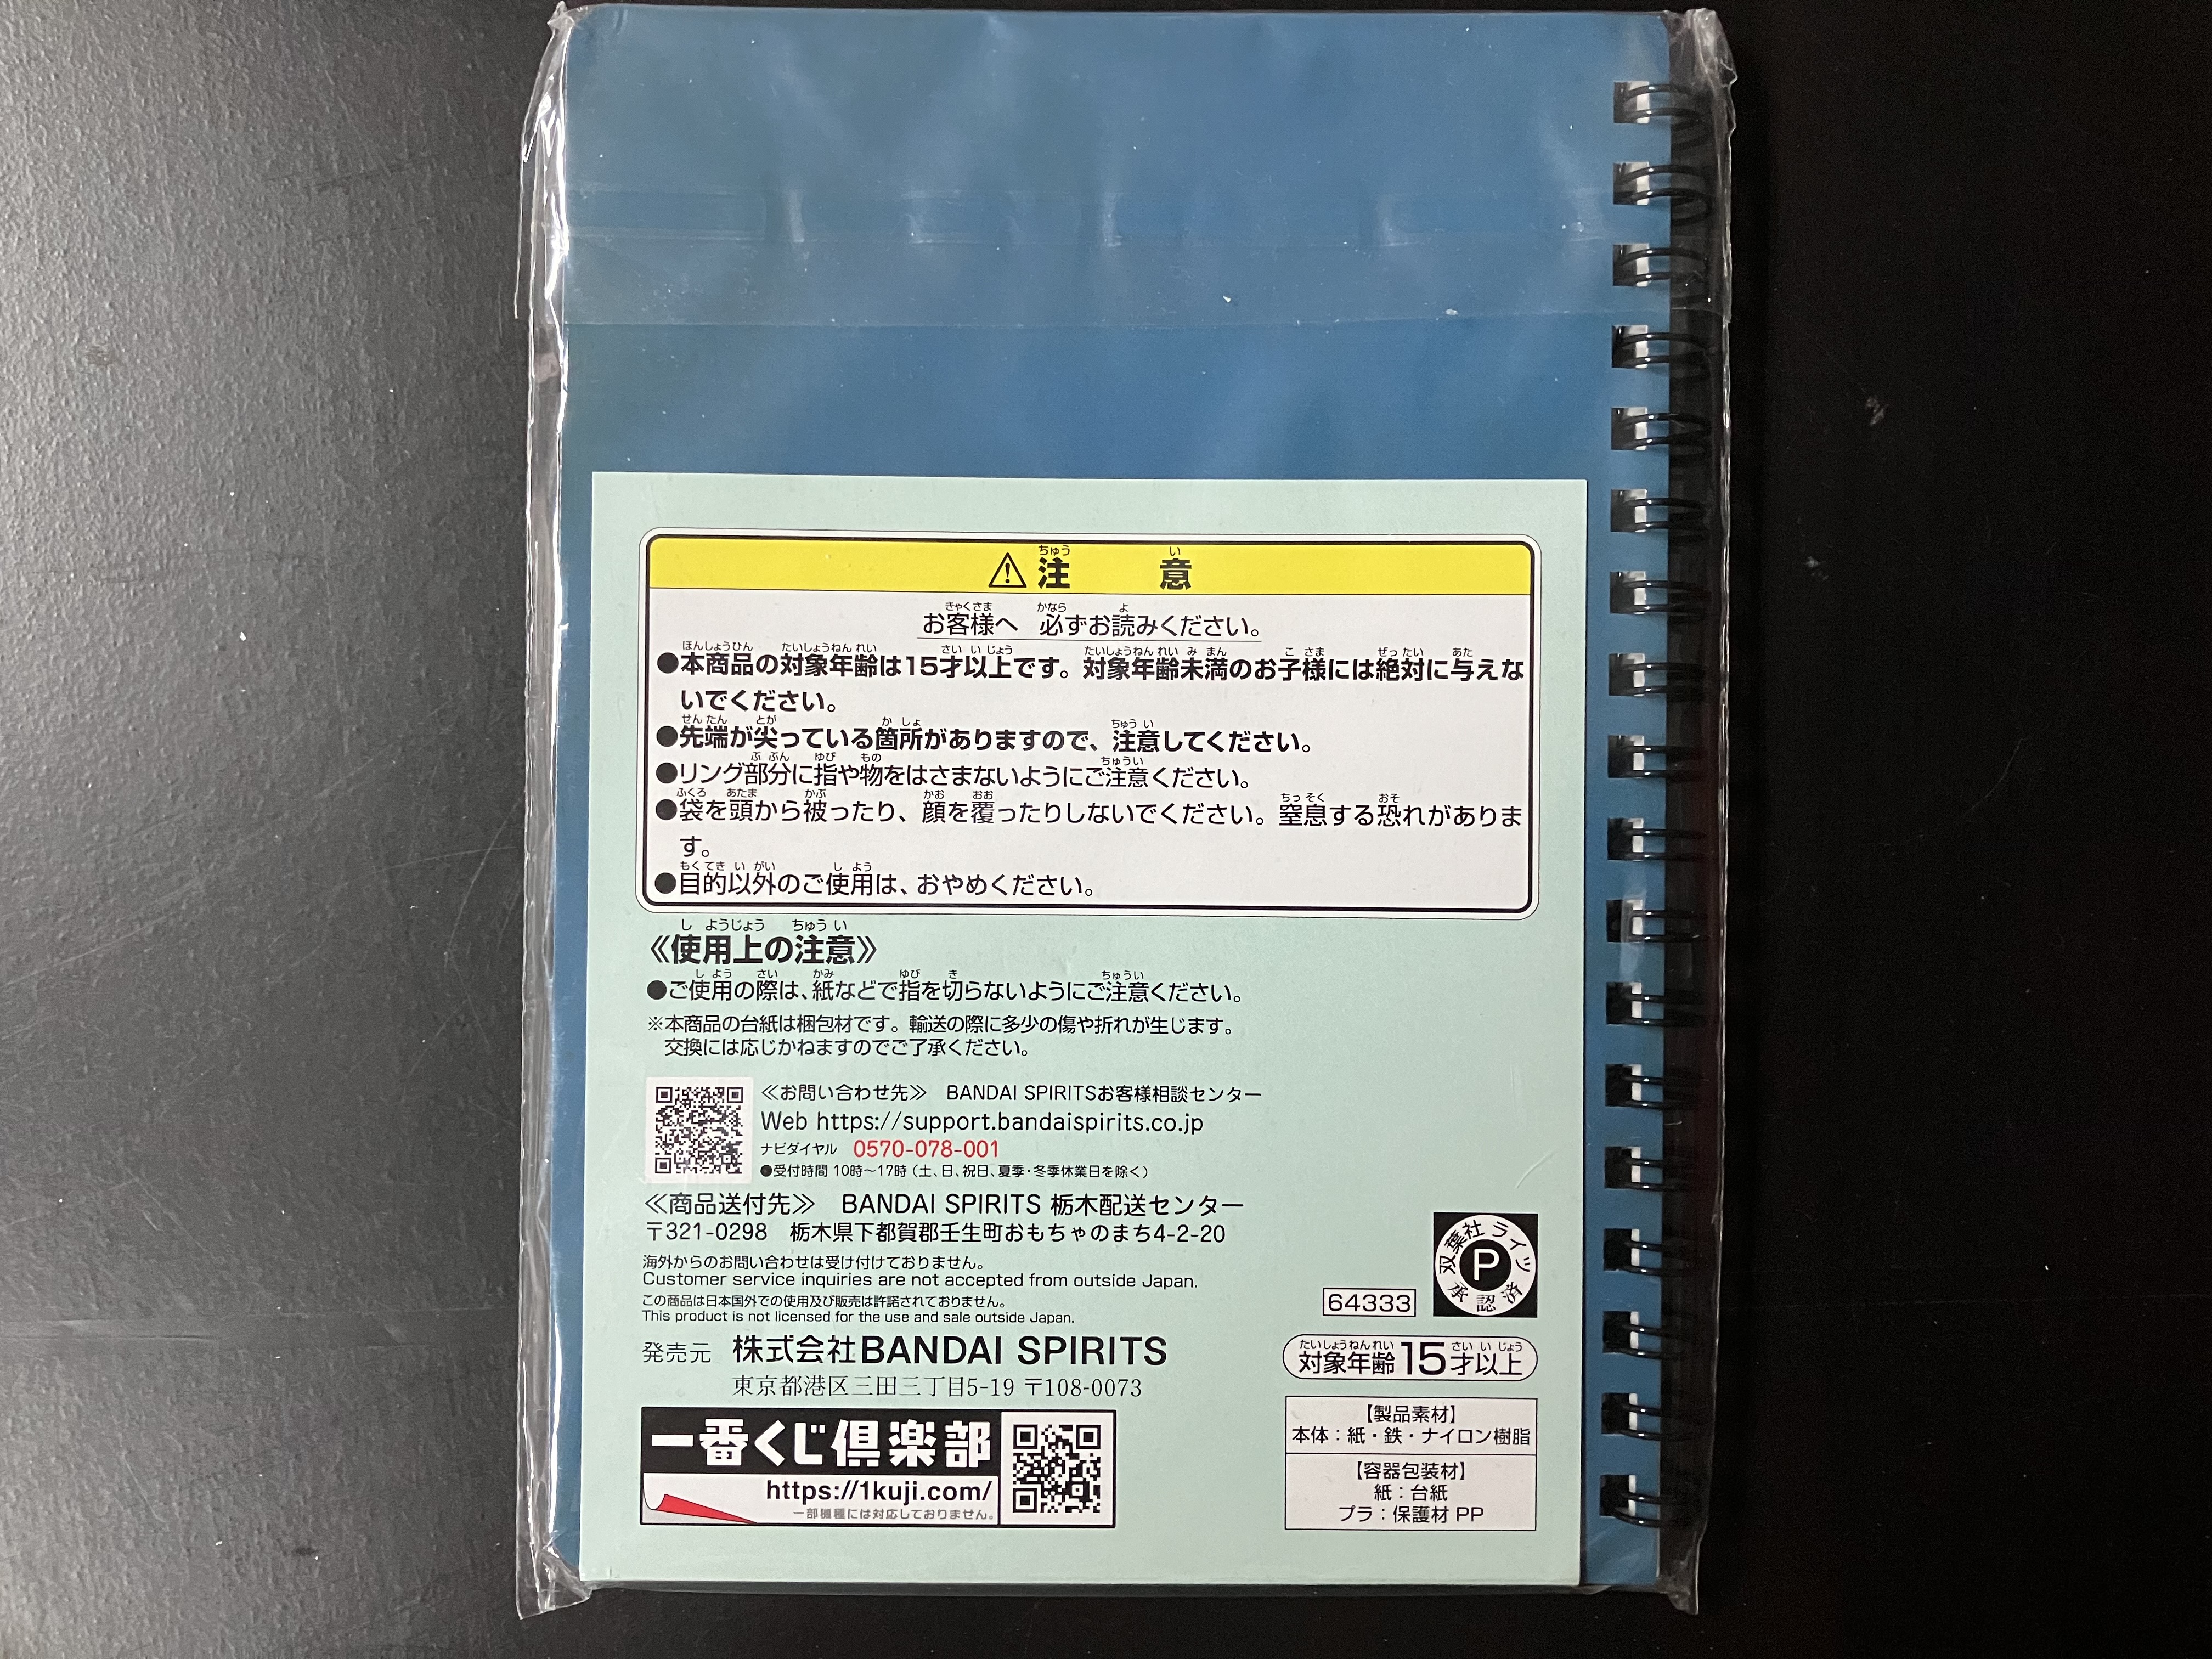 ⚠注意
お客様へ 必ずお読みください。
●本商品の対象年齢は15才以上です。対象年齢未満のお子様には絶対に与えな
いでください。
●先端が尖っている箇所がありますので、注意してください。
●リング部分に指や物をはさまないようにご注意ください。
●袋を頭から被ったり、顔を覆ったりしないでください。窒息する恐れがありま
す。
●目的以外のご使用は、おやめください。
《使用上の注意》
●ご使用の際は、紙などで指を切らないようにご注意ください。
※本商品の台紙は梱包材です。輸送の際に多少の傷や折れが生じます。
交換には応じかねますのでご了承ください。
≪お問い合わせ先≫ BANDAI SPIRITSお客様相談センター
Web https://support.bandaispirits.co.jp
ナビダイヤル 0570-078-001
●受付時間 10時〜17時(土、日、祝日、夏季・冬季休業日を除く)
≪商品送付先≫ BANDAI SPIRITS 栃木配送センター
〒321-0298 栃木県下都賀郡壬生町おもちゃのまち4-2-20
海外からのお問い合わせは受け付けておりません。
Customer service inquiries are not accepted from outside Japan.
この商品は日本国外での使用及び販売は許諾されておりません。
This product is not licensed for the use and sale outside Japan.
64333
双葉社ライツ
P
承認済
発売元 株式会社BANDAI SPIRITS
東京都港区三田三丁目5-19 〒108-0073
対象年齢15才以上
一番くじ倶楽部
https://1kuji.com/
一部機種には対応しておりません。
【製品素材】
本体：紙・鉄・ナイロン樹脂
【容器包装材】
紙：台紙
プラ：保護材 PP